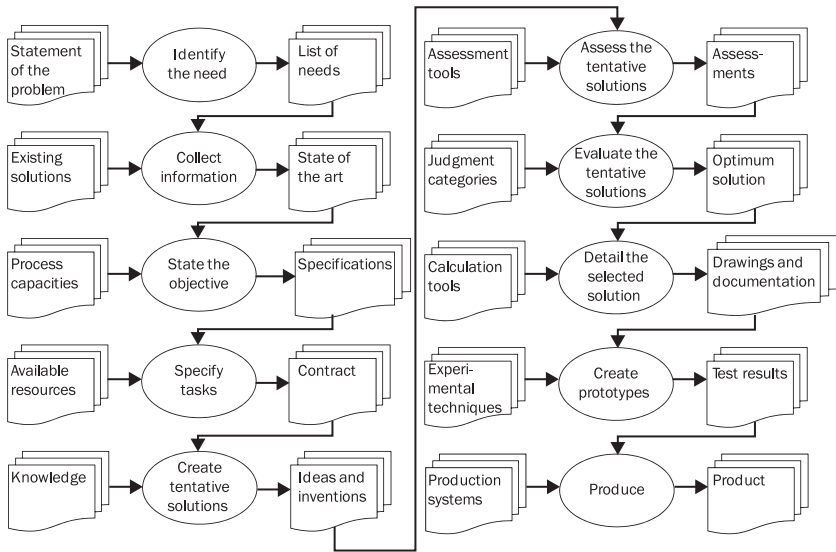 Statement
of the
problem
Identify
the need
List of
needs
Existing
solutions
Collect
information
State of
the art
Process
capacities
State the
objective
Specifications
Available
resources
Specify
tasks
Contract
Knowledge
Create
tentative
solutions
Ideas and
inventions
Assessment
tools
Assess the
tentative
solutions
Assess-
ments
Judgment
categories
Evaluate the
tentative
solutions
Optimum
solution
Calculation
tools
Detail the
selected
solution
Drawings and
documentation
Experi-
mental
techniques
Create
prototypes
Test results
Production
systems
Produce
Product